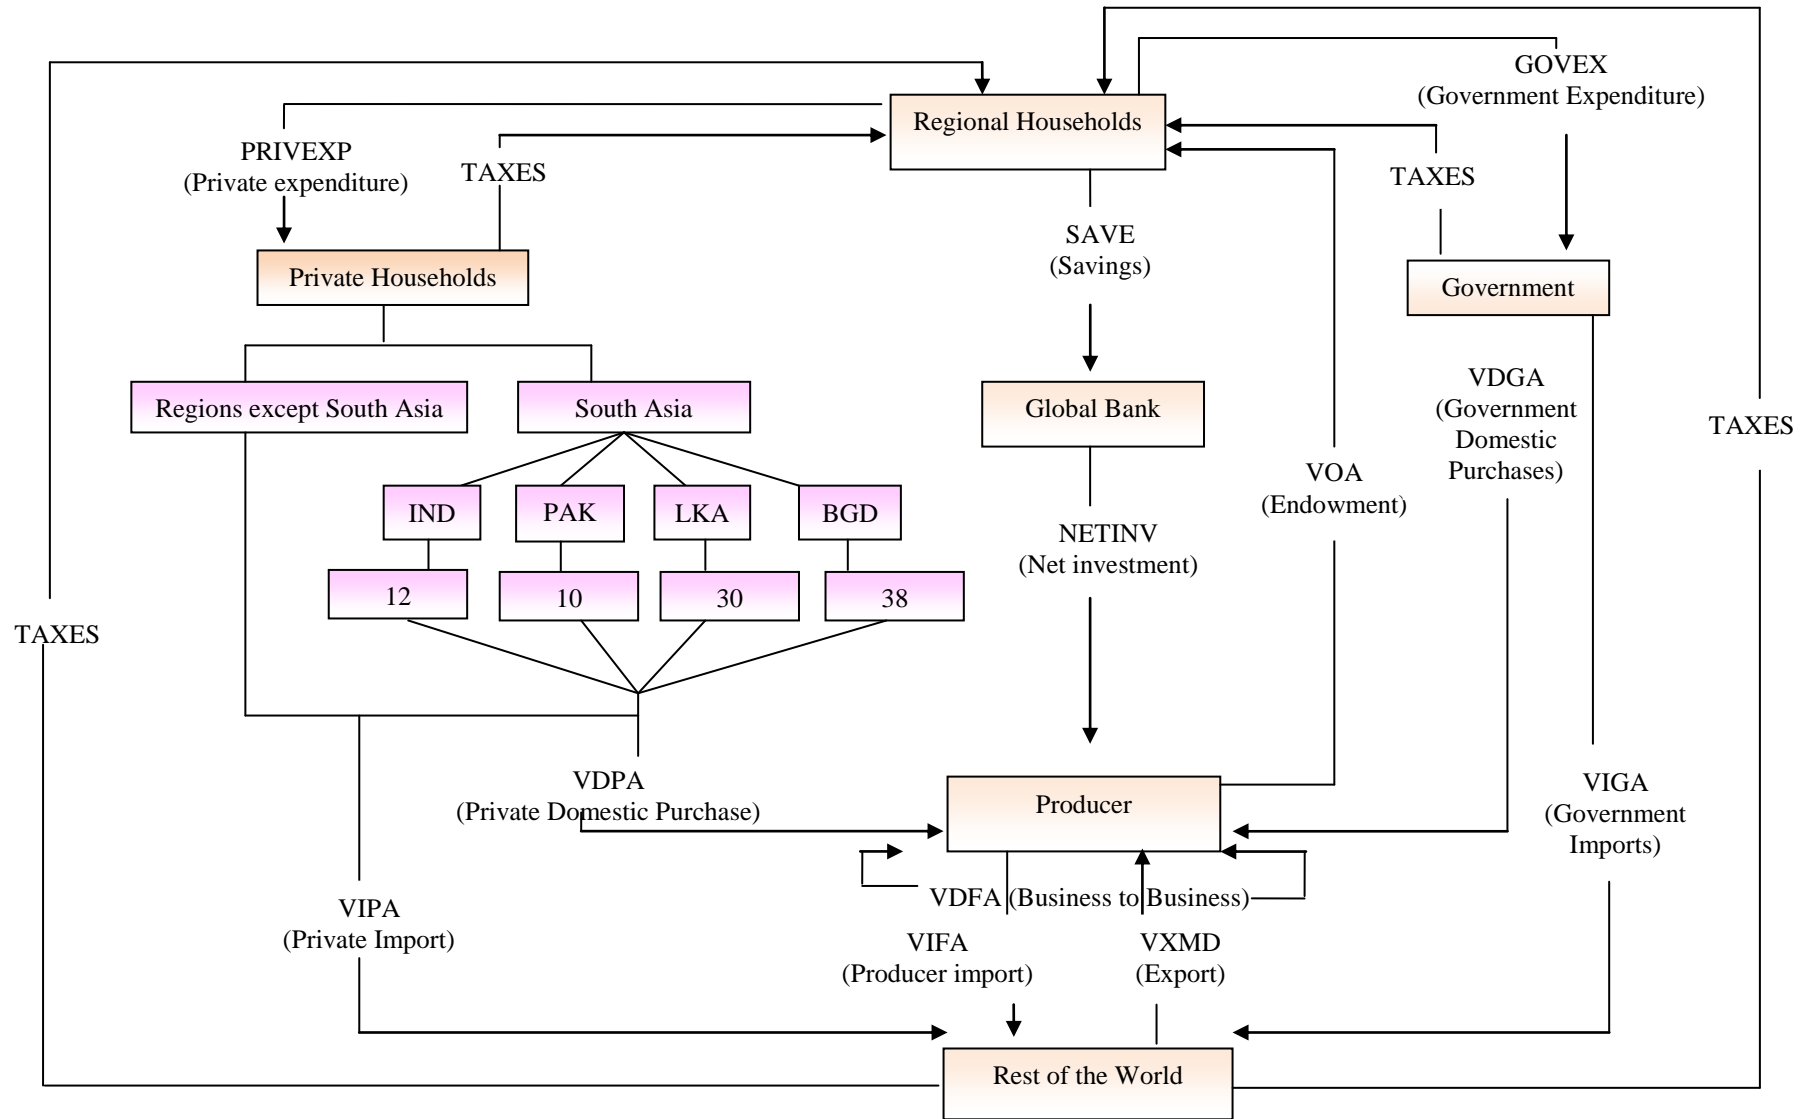 GOVEX
(Government Expenditure)
Regional Households
PRIVEXP
(Private expenditure)
TAXES
TAXES
SAVE
(Savings)
Private Households
Government
Regions except South Asia
South Asia
Global Bank
VDGA
(Government
Domestic
Purchases)
TAXES
IND
PAK
LKA
BGD
VOA
(Endowment)
NETINV
(Net investment)
12
10
30
38
TAXES
VDPA
(Private Domestic Purchase)
Producer
VIGA
(Government
Imports)
VDFA (Business to Business)
VIPA
(Private Import)
VIFA
(Producer import)
VXMD
(Export)
Rest of the World